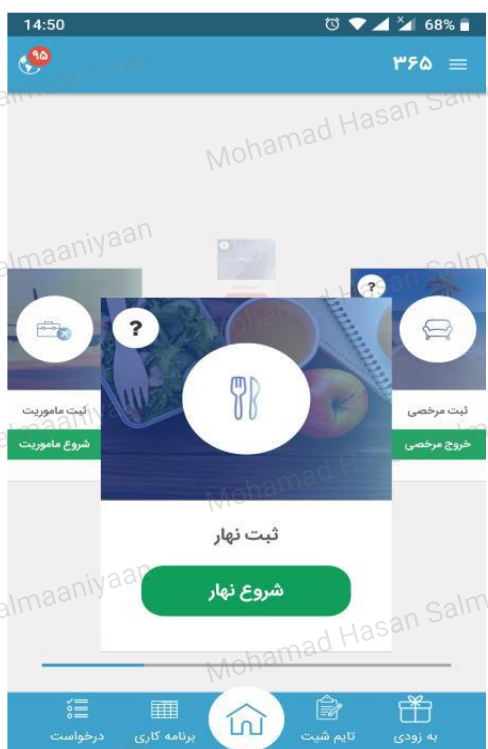 14:50
68%
۹۵
۳۶۵
Mohamad Hasan Salmaaniyaan
?
?
ثبت مرخصی
خروج مرخصی
ثبت ماموریت
شروع ماموریت
ثبت نهار
شروع نهار
به زودی
تایم شیت
برنامه کاری
درخواست